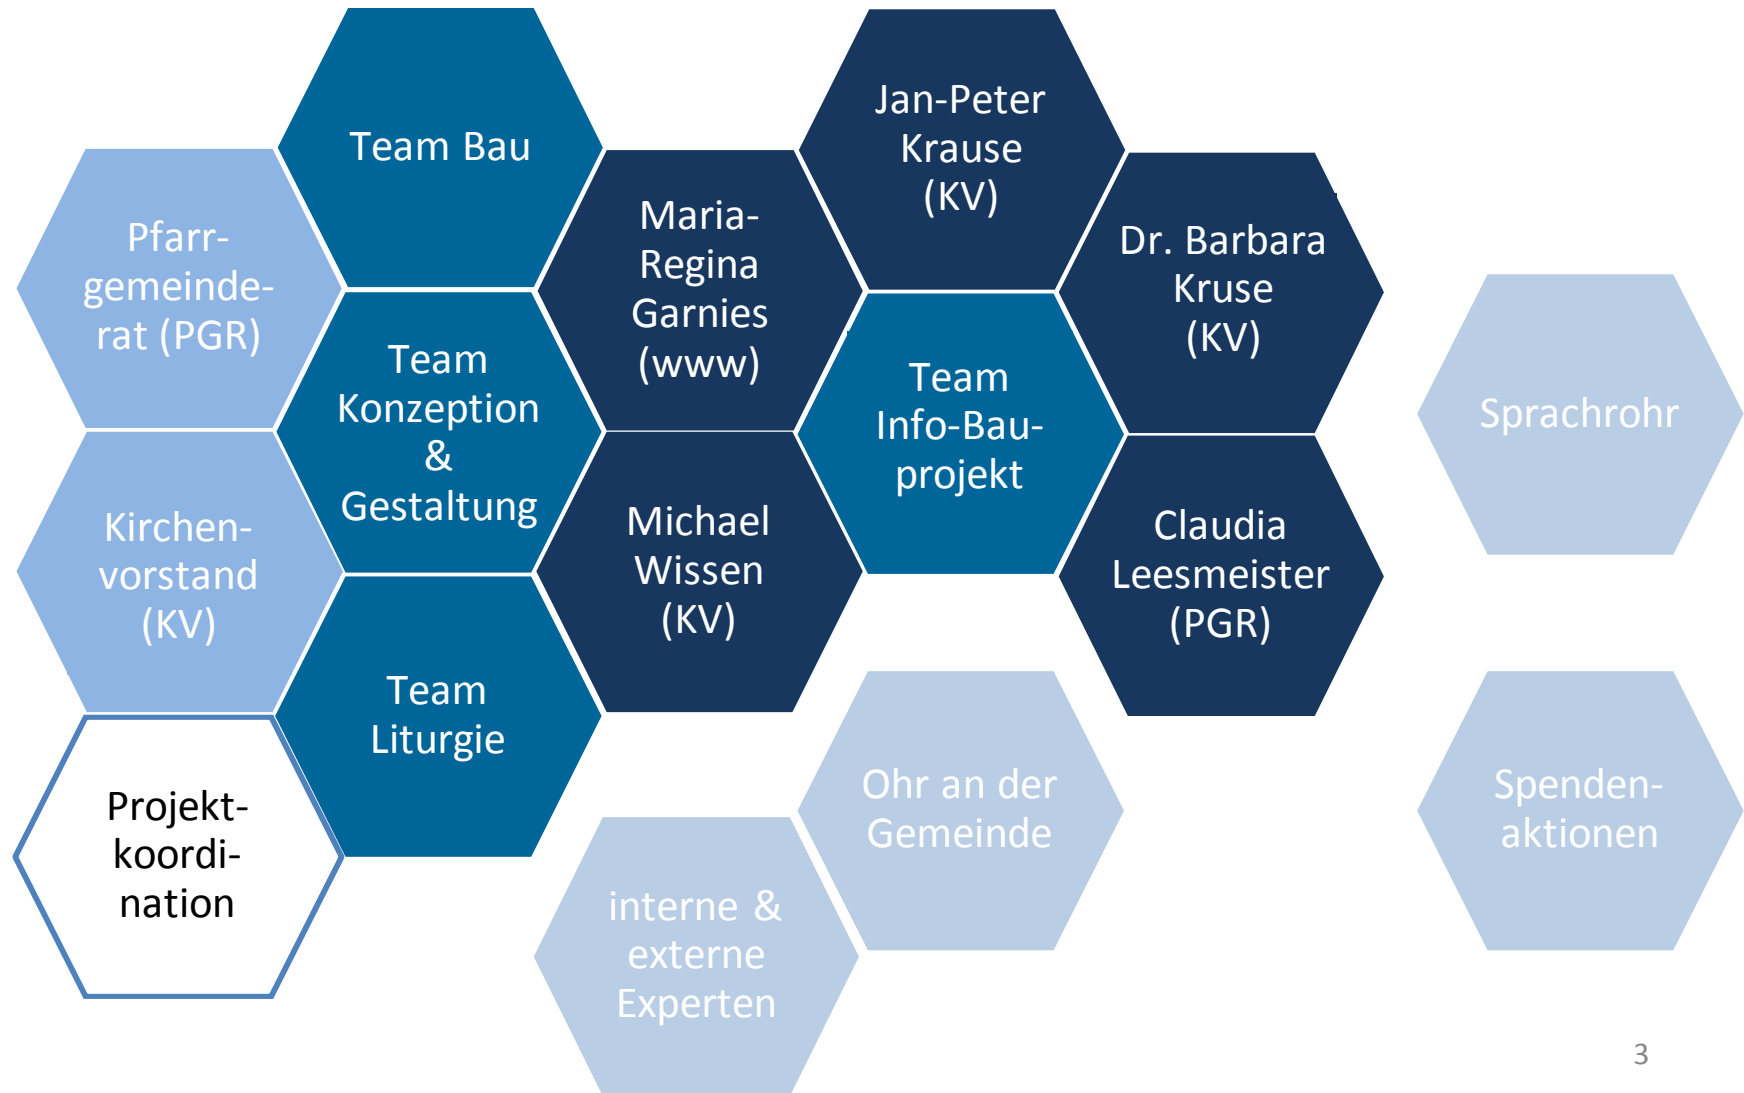 Team Bau
Jan-Peter
Krause
(KV)
Pfarr-
gemeinde-
rat (PGR)
Maria-
Regina
Garnies
(www)
Dr. Barbara
Kruse
(KV)
Team
Konzeption
&
Gestaltung
Team
Info-Bau-
projekt
Sprachrohr
Kirchen-
vorstand
(KV)
Michael
Wissen
(KV)
Claudia
Leesmeister
(PGR)
Team
Liturgie
Projekt-
koordi-
nation
Ohr an der
Gemeinde
Spenden-
aktionen
interne &
externe
Experten
3